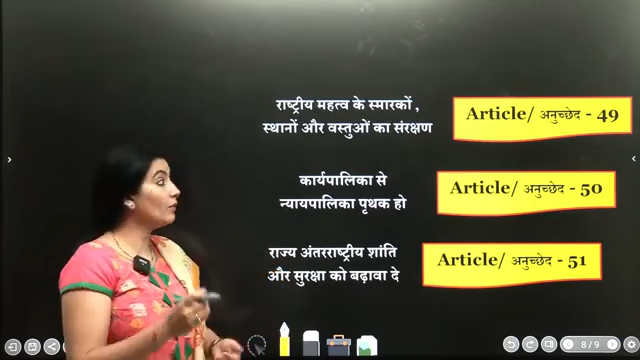 राष्ट्रीय महत्व के स्मारकों ,
स्थानों और वस्तुओं का संरक्षण
Article/ अनुच्छेद - 49
कार्यपालिका से
न्यायपालिका पृथक हो
Article/ अनुच्छेद - 50
राज्य अंतरराष्ट्रीय शांति
और सुरक्षा को बढ़ावा दे
Article/ अनुच्छेद - 51
8 / 9